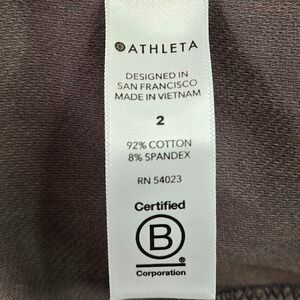 ATHLETA
DESIGNED IN
SAN FRANCISCO
MADE IN VIETNAM
2
92% COTTON
8% SPANDEX
RN 54023
Certified
B
®
Corporation